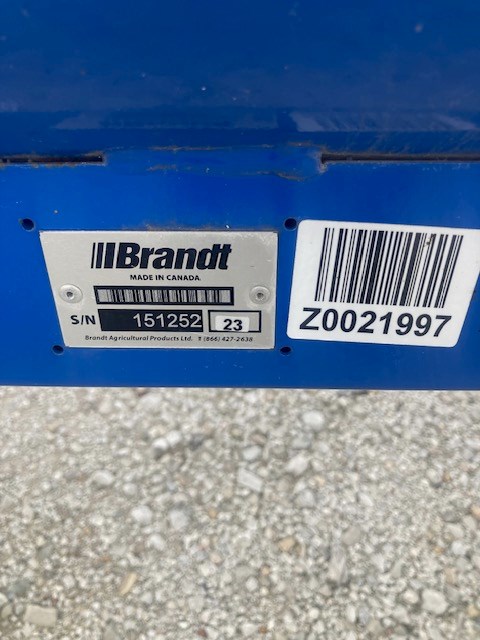 Brandt
MADE IN CANADA.
S/N 151252 23
Brandt Agricultural Products Ltd. T (866) 427-2638
Z0021997